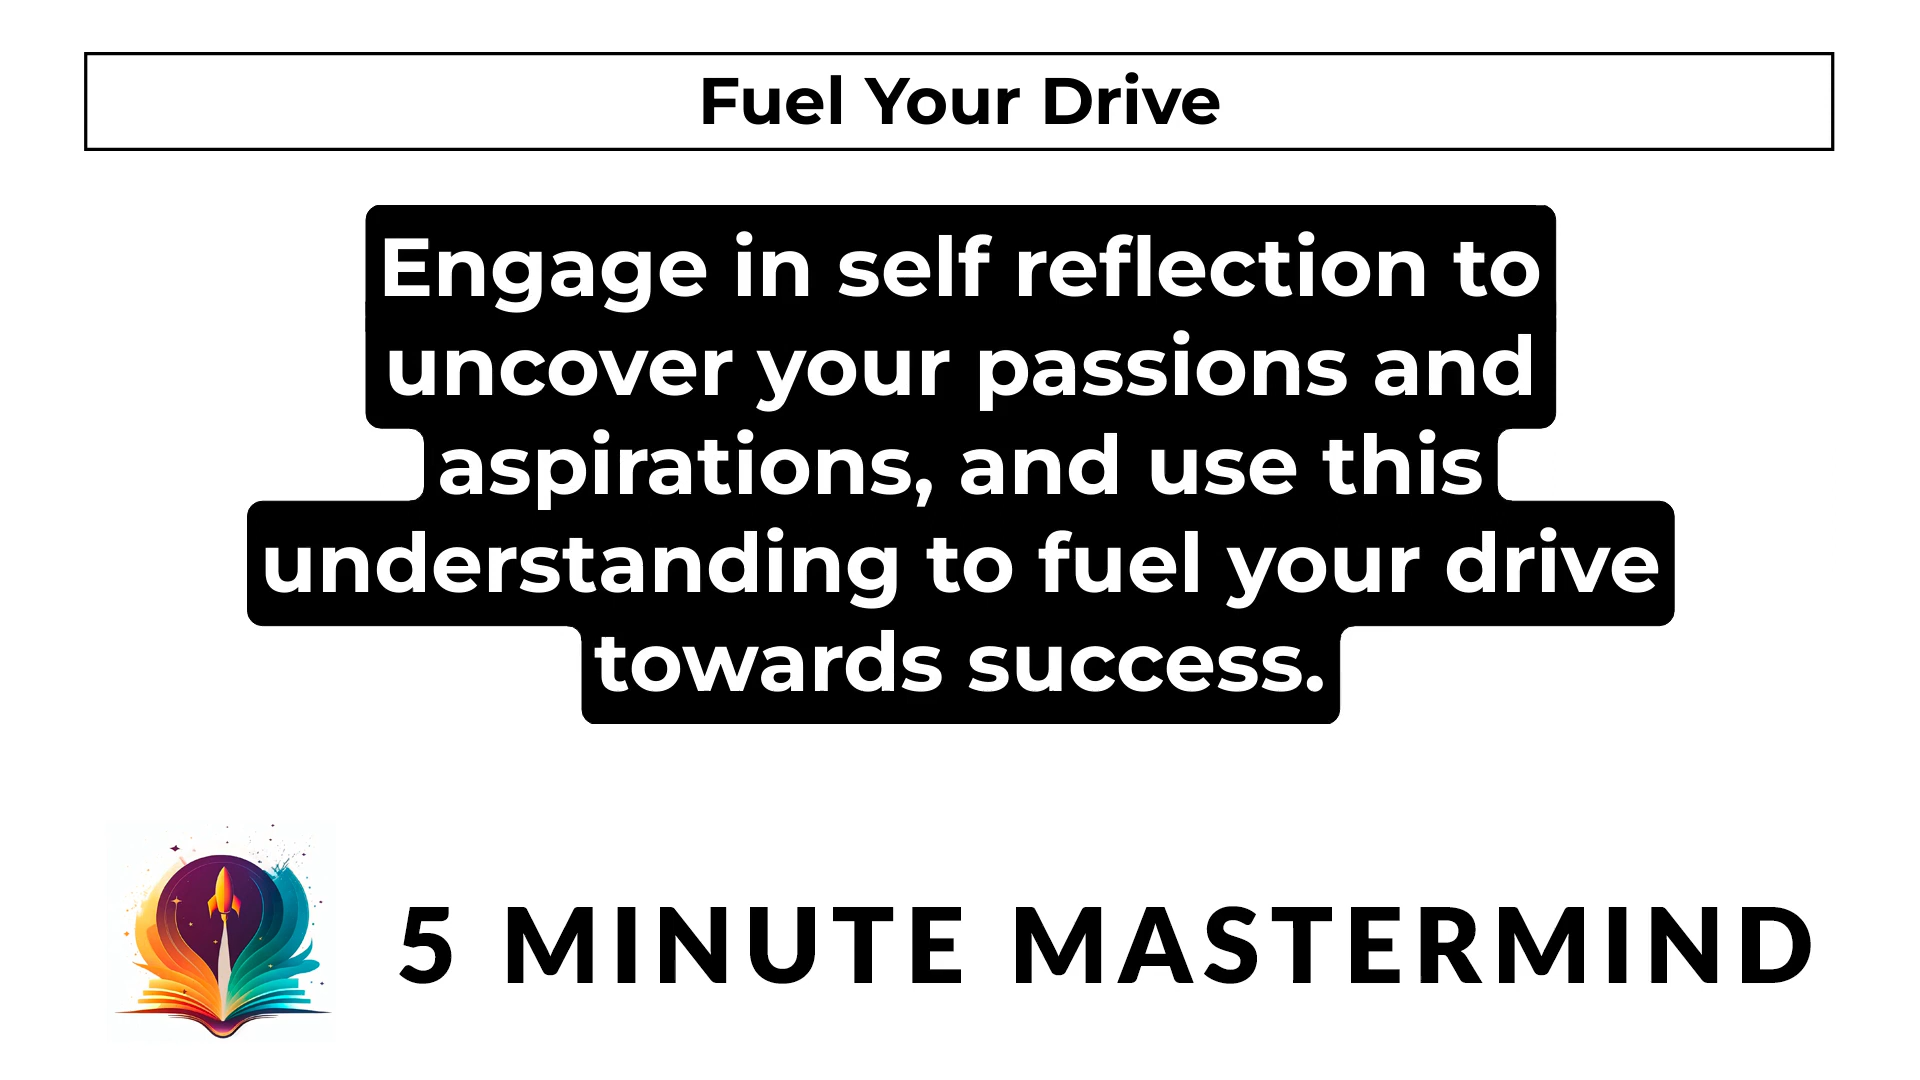 Fuel Your Drive
Engage in self reflection to
uncover your passions and
aspirations, and use this
understanding to fuel your drive
towards success.
5 MINUTE MASTERMIND